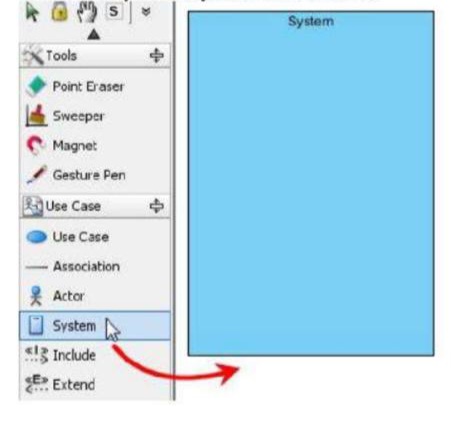 S
System
Tools
Point Eraser
Sweeper
Magnet
Gesture Pen
Use Case
Use Case
Association
Actor
System
Include
Extend